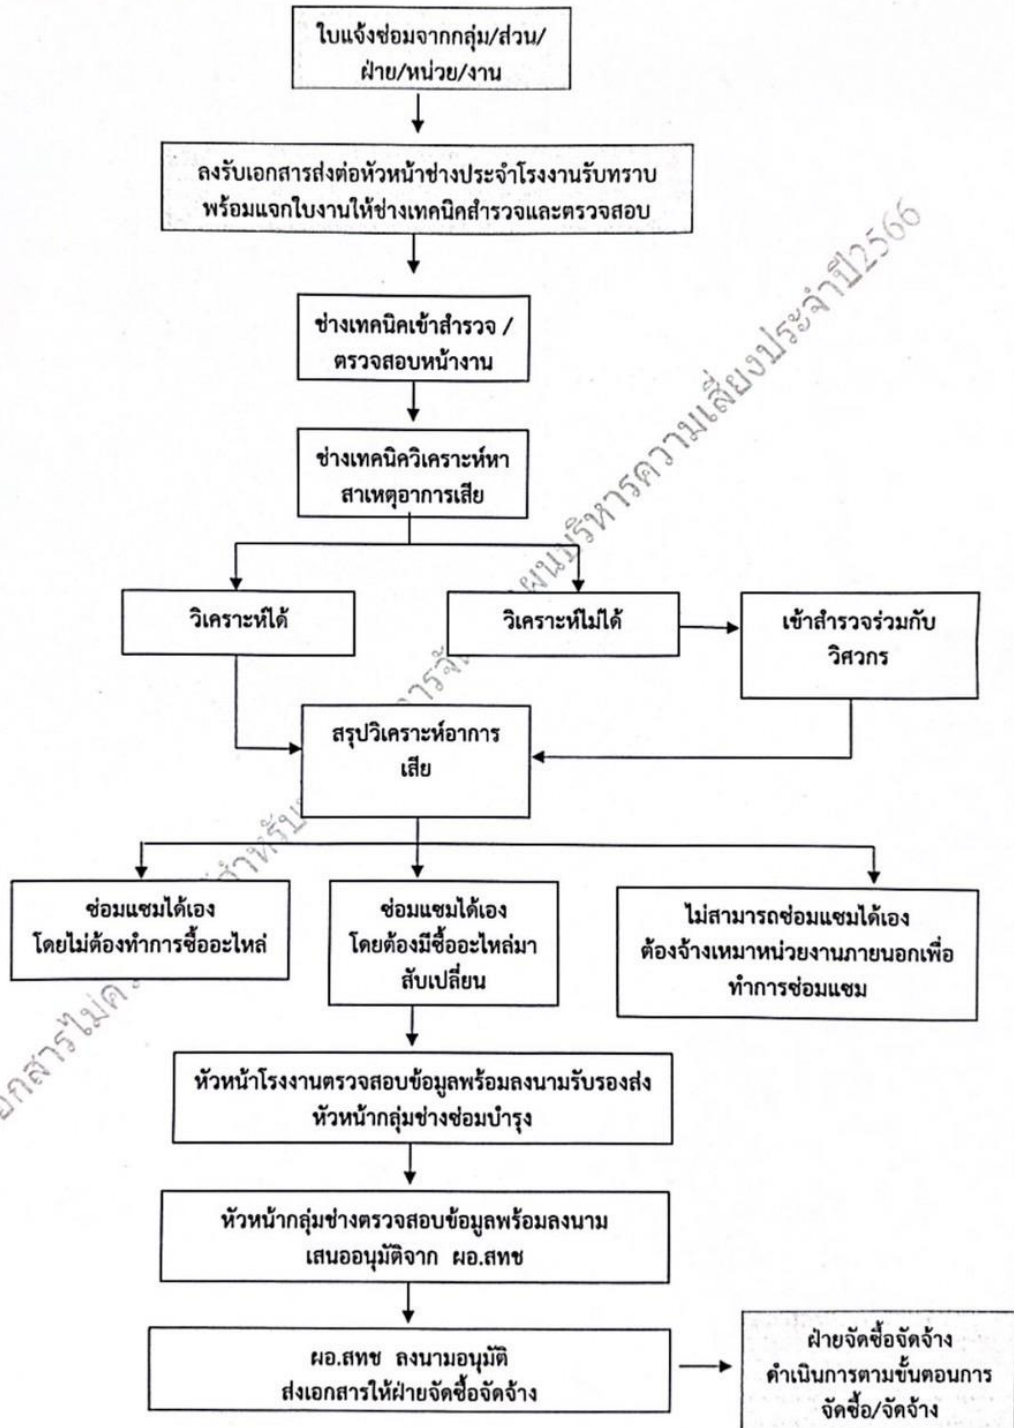 ใบแจ้งซ่อมจากกลุ่ม/ส่วน/
ฝ่าย/หน่วย/งาน
ลงรับเอกสารส่งต่อหัวหน้าช่างประจำโรงงานรับทราบ
พร้อมแจกใบงานให้ช่างเทคนิคสำรวจและตรวจสอบ
ช่างเทคนิคเข้าสำรวจ /
ตรวจสอบหน้างาน
ช่างเทคนิควิเคราะห์หา
สาเหตุอาการเสีย
วิเคราะห์ได้
วิเคราะห์ไม่ได้
เข้าสำรวจร่วมกับ
วิศวกร
สรุปวิเคราะห์อาการ
เสีย
ซ่อมแซมได้เอง
โดยไม่ต้องทำการซื้ออะไหล่
ซ่อมแซมได้เอง
โดยต้องมีซื้ออะไหล่มา
สับเปลี่ยน
ไม่สามารถซ่อมแซมได้เอง
ต้องจ้างเหมาหน่วยงานภายนอกเพื่อ
ทำการซ่อมแซม
หัวหน้าโรงงานตรวจสอบข้อมูลพร้อมลงนามรับรองส่ง
หัวหน้ากลุ่มช่างซ่อมบำรุง
หัวหน้ากลุ่มช่างตรวจสอบข้อมูลพร้อมลงนาม
เสนออนุมัติจาก ผอ.สทช
ผอ.สทช ลงนามอนุมัติ
ส่งเอกสารให้ฝ่ายจัดซื้อจัดจ้าง
ฝ่ายจัดซื้อจัดจ้าง
ดำเนินการตามขั้นตอนการ
จัดซื้อ/จัดจ้าง
แผนบริหารความเสี่ยงประจำปี2566